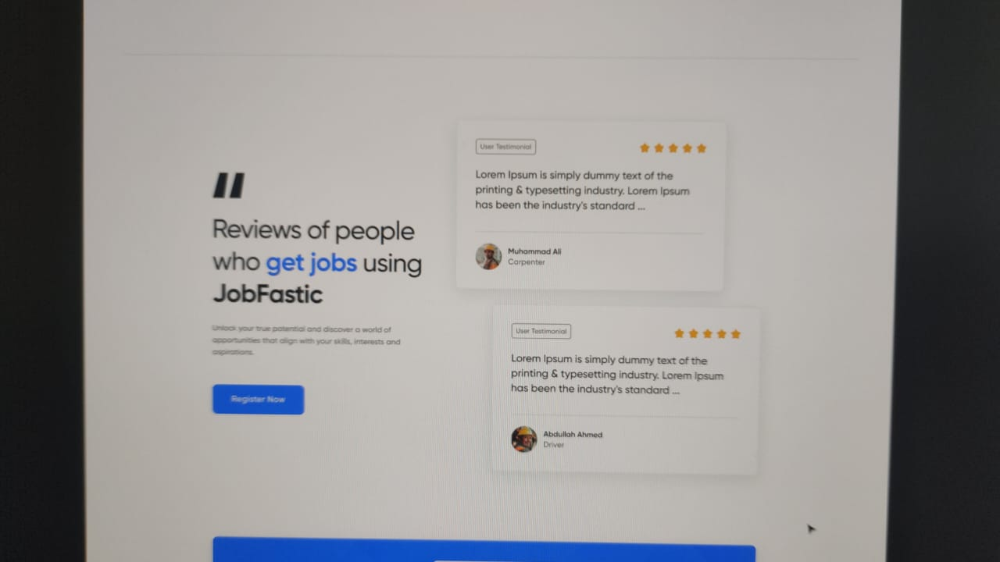 Reviews of people
who get jobs using
JobFastic
Unlock your true potential and discover a world of
opportunities that align with your skills, interests and
aspirations.
Register Now
User Testimonial
Lorem Ipsum is simply dummy text of the
printing & typesetting industry. Lorem Ipsum
has been the industry's standard ...
Muhammad Ali
Carpenter
User Testimonial
Lorem Ipsum is simply dummy text of the
printing & typesetting industry. Lorem Ipsum
has been the industry's standard ...
Abdullah Ahmed
Driver